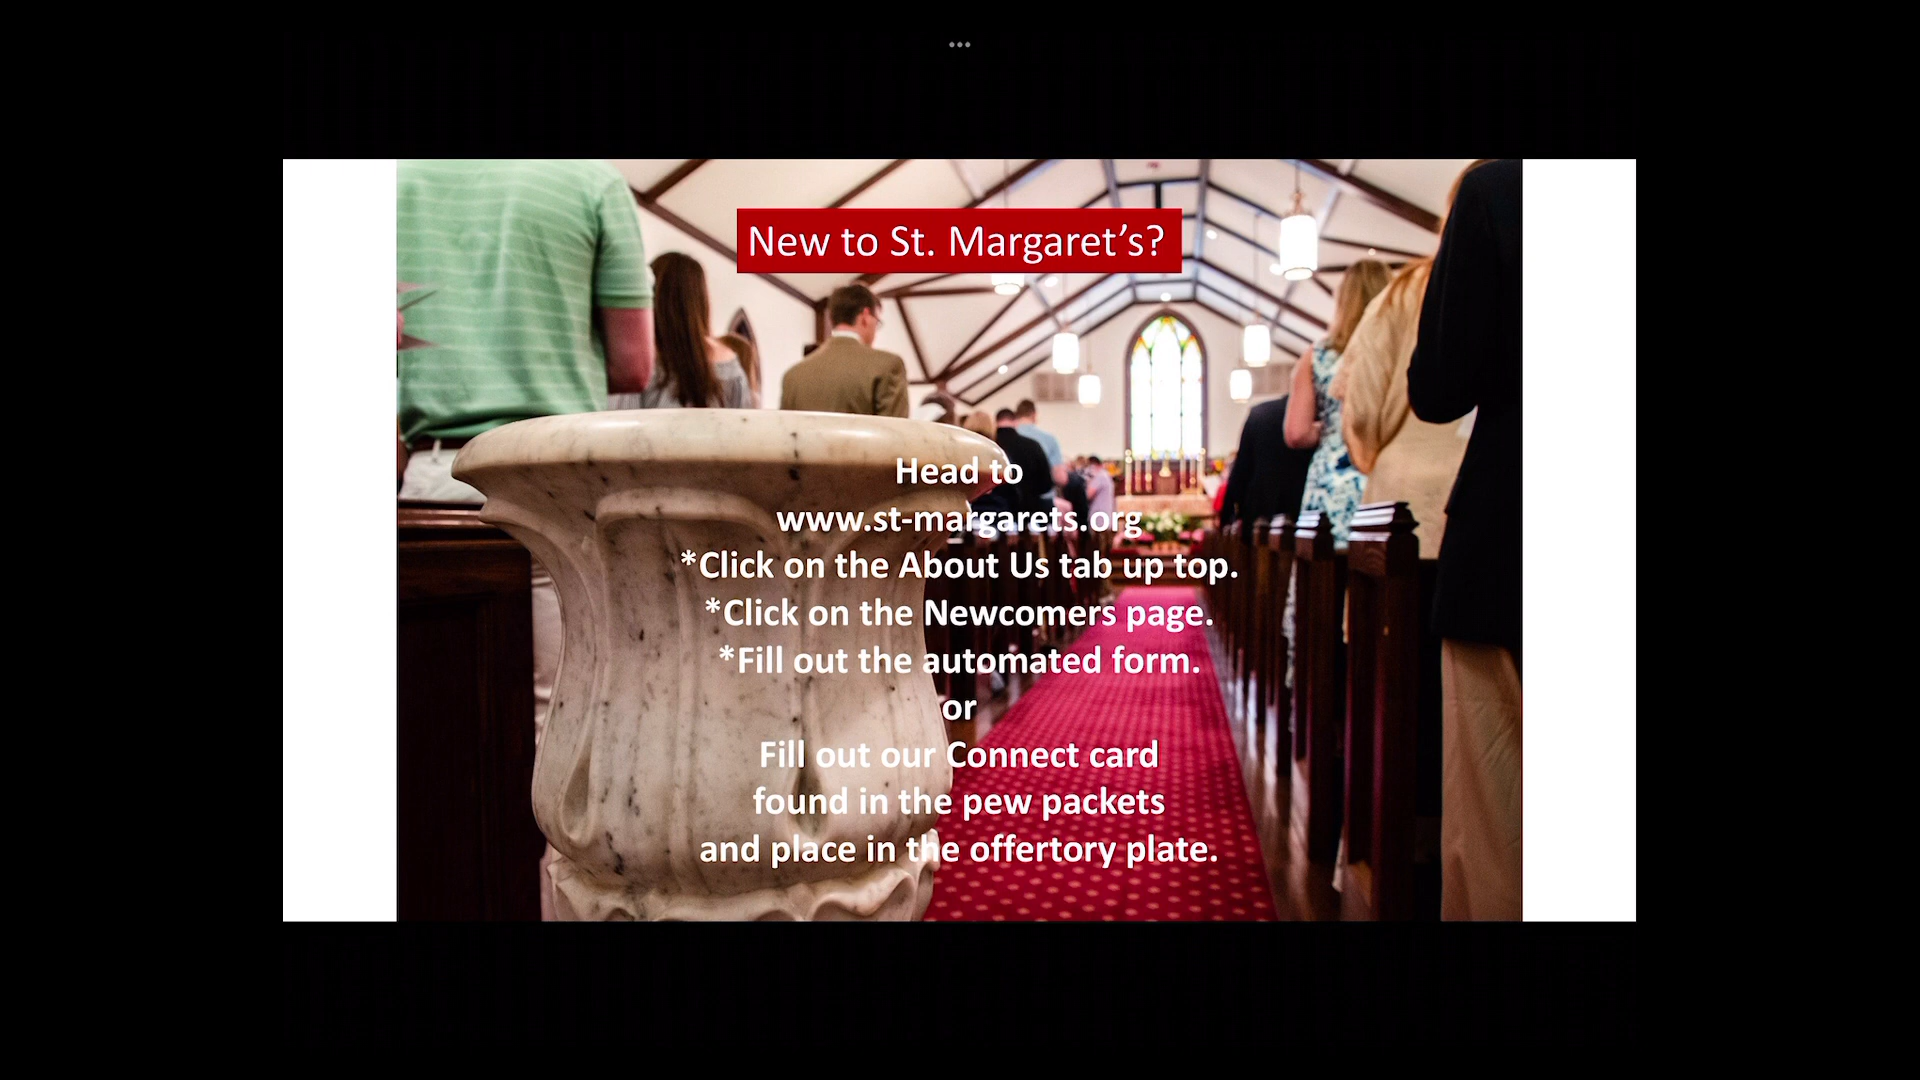 New to St. Margaret’s?
Head to
www.st-margarets.org
*Click on the About Us tab up top.
*Click on the Newcomers page.
*Fill out the automated form.
or
Fill out our Connect card
found in the pew packets
and place in the offertory plate.